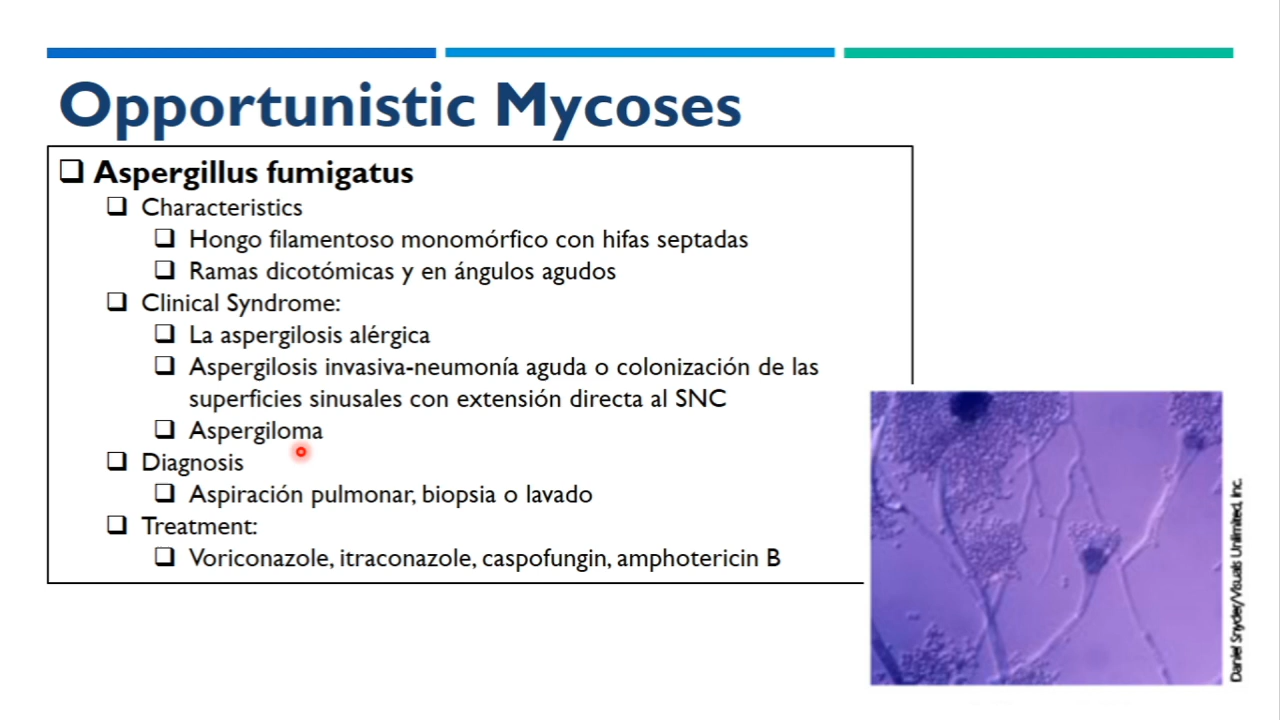 Opportunistic Mycoses
Aspergillus fumigatus
Characteristics
Hongo filamentoso monomórfico con hifas septadas
Ramas dicotómicas y en ángulos agudos
Clinical Syndrome:
La aspergilosis alérgica
Aspergilosis invasiva-neumonía aguda o colonización de las
superficies sinusales con extensión directa al SNC
Aspergiloma
Diagnosis
Aspiración pulmonar, biopsia o lavado
Treatment:
Voriconazole, itraconazole, caspofungin, amphotericin B
Daniel Snyder/Visuals Unlimited, Inc.